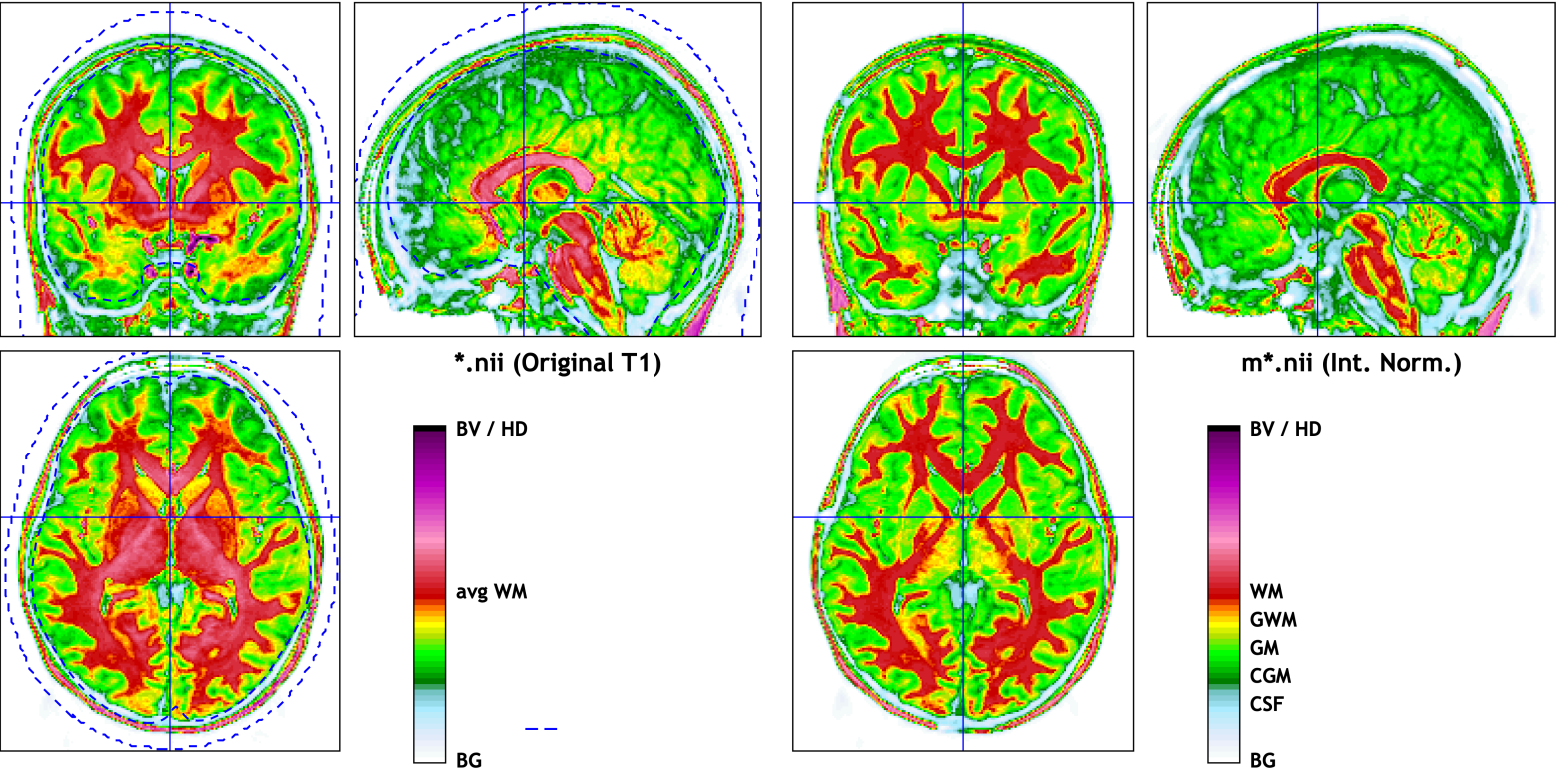 *.nii (Original T1)
BV / HD
avg WM
BG
m*.nii (Int. Norm.)
BV / HD
WM
GWM
GM
CGM
CSF
BG